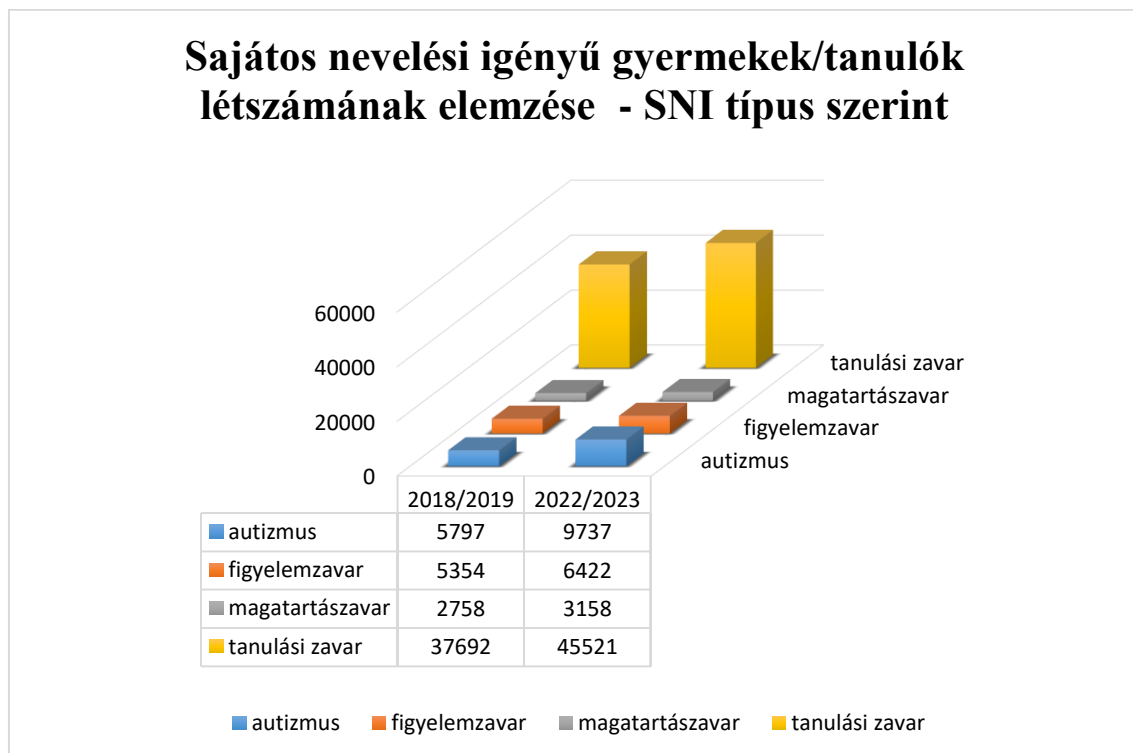 Sajátos nevelési igényű gyermekek/tanulók
létszámának elemzése - SNI típus szerint
60000
40000
20000
0
tanulási zavar
magatartászavar
figyelemzavar
autizmus
2018/2019 2022/2023
autizmus 5797 9737
figyelemzavar 5354 6422
magatartászavar 2758 3158
tanulási zavar 37692 45521
autizmus figyelemzavar magatartászavar tanulási zavar